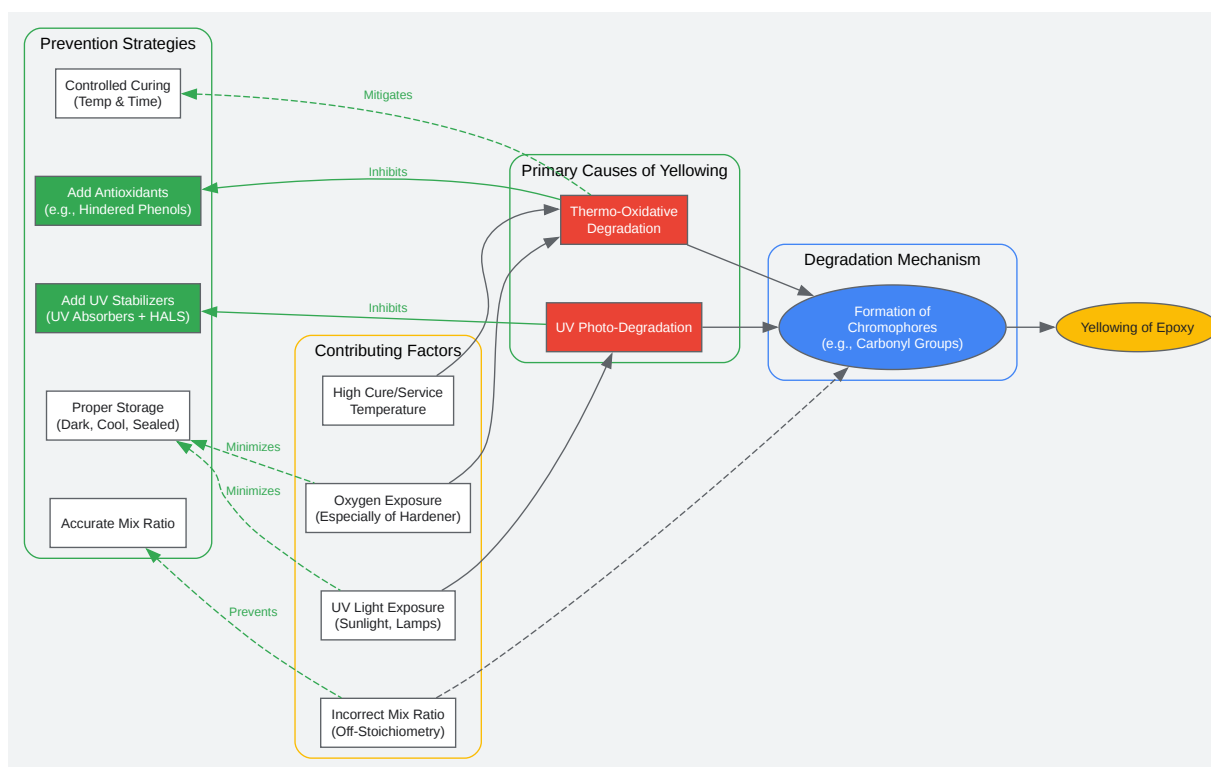 Prevention Strategies
Controlled Curing
(Temp & Time)
Add Antioxidants
(e.g., Hindered Phenols)
Add UV Stabilizers
(UV Absorbers + HALS)
Proper Storage
(Dark, Cool, Sealed)
Accurate Mix Ratio
Mitigates
Inhibits
Inhibits
Minimizes
Minimizes
Prevents
Contributing Factors
High Cure/Service
Temperature
Oxygen Exposure
(Especially of Hardener)
UV Light Exposure
(Sunlight, Lamps)
Incorrect Mix Ratio
(Off-Stoichiometry)
Primary Causes of Yellowing
Thermo-Oxidative
Degradation
UV Photo-Degradation
Degradation Mechanism
Formation of
Chromophores
(e.g., Carbonyl Groups)
Yellowing of Epoxy